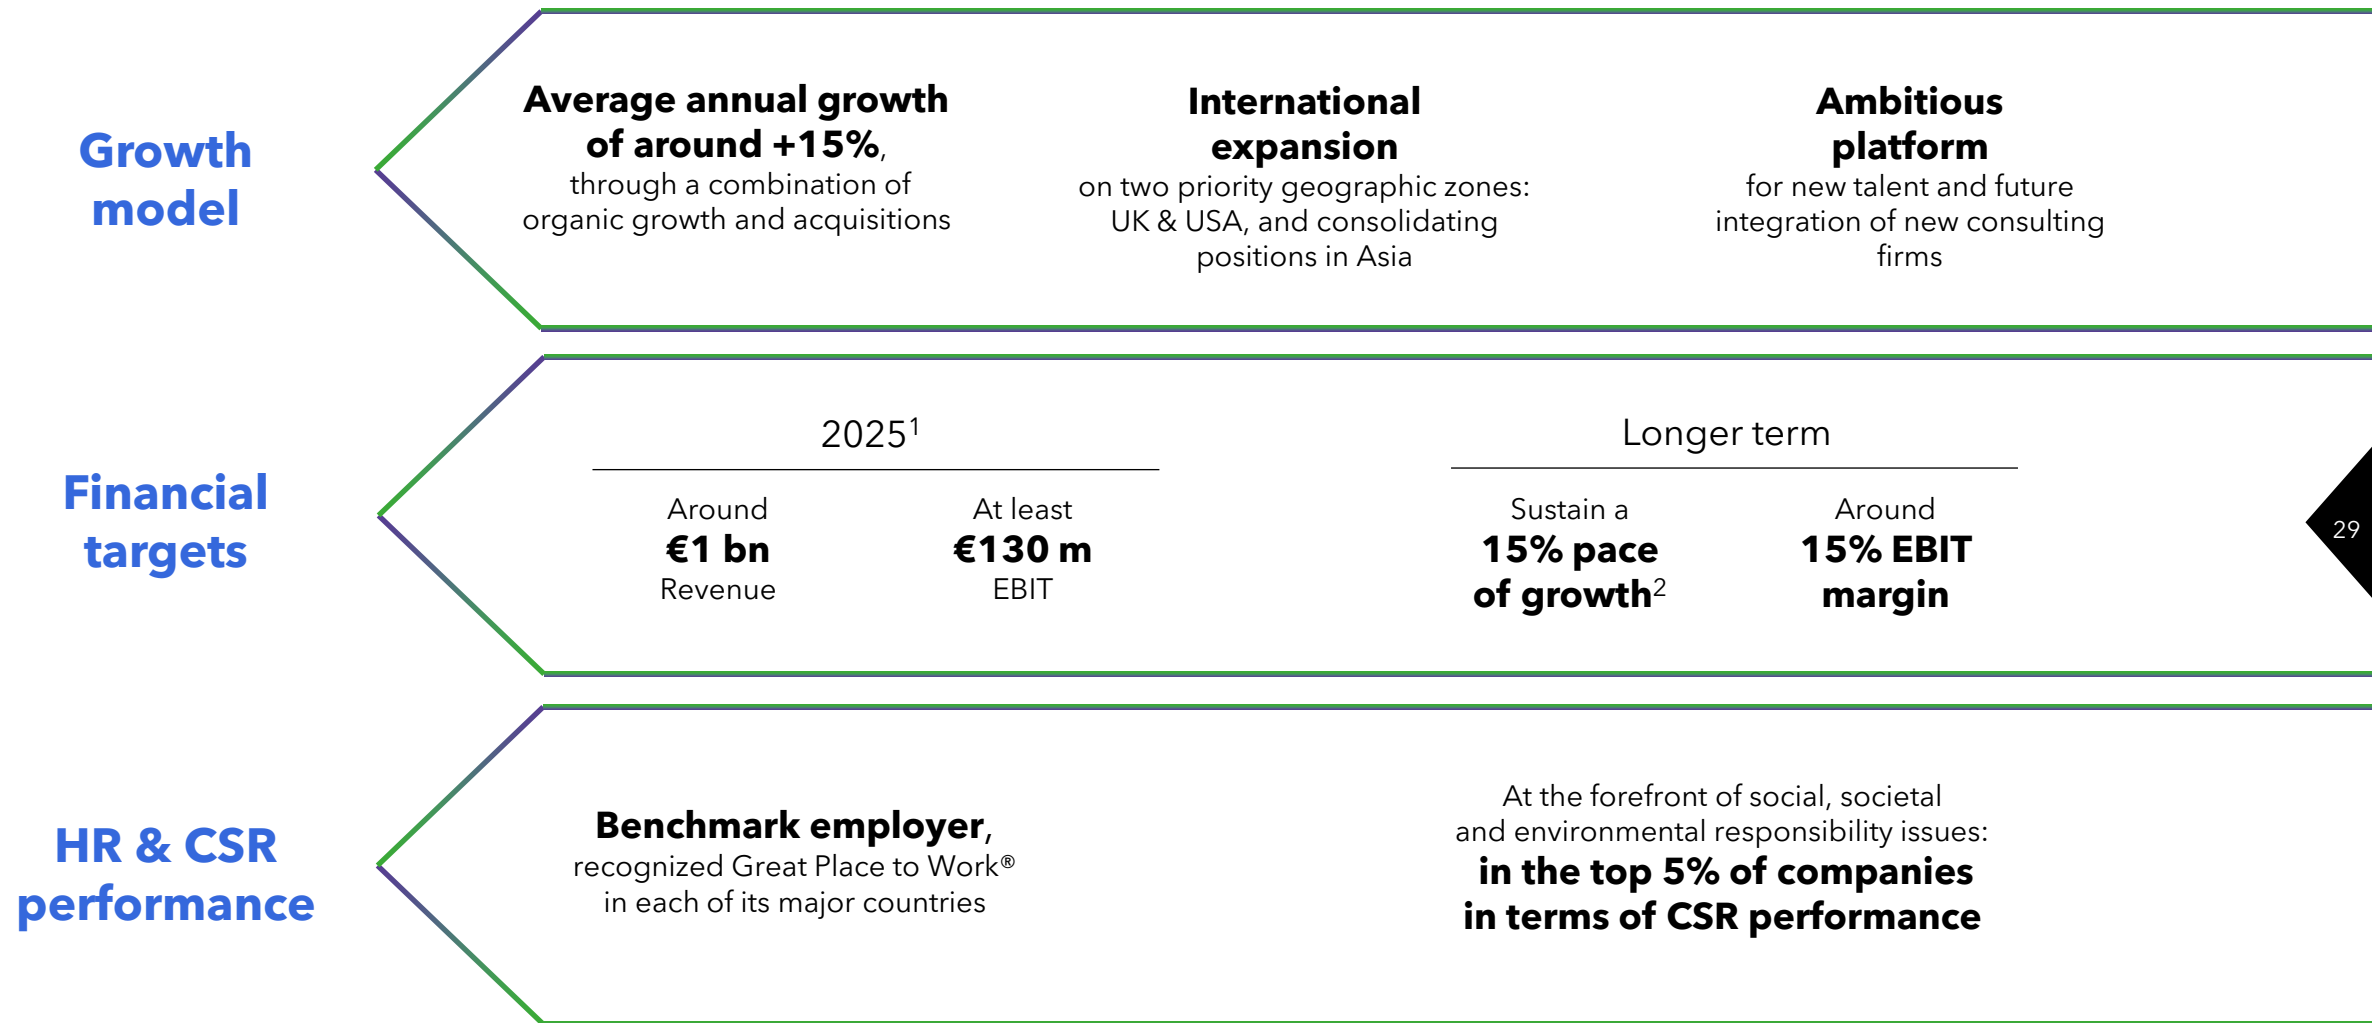 Growth
model
Average annual growth
of around +15%,
through a combination of
organic growth and acquisitions
International
expansion
on two priority geographic zones:
UK & USA, and consolidating
positions in Asia
Ambitious
platform
for new talent and future
integration of new consulting
firms
Financial
targets
2025¹
Around
€1 bn
Revenue
At least
€130 m
EBIT
Longer term
Sustain a
15% pace
of growth²
Around
15% EBIT
margin
29
HR & CSR
performance
Benchmark employer,
recognized Great Place to Work®
in each of its major countries
At the forefront of social, societal
and environmental responsibility issues:
in the top 5% of companies
in terms of CSR performance